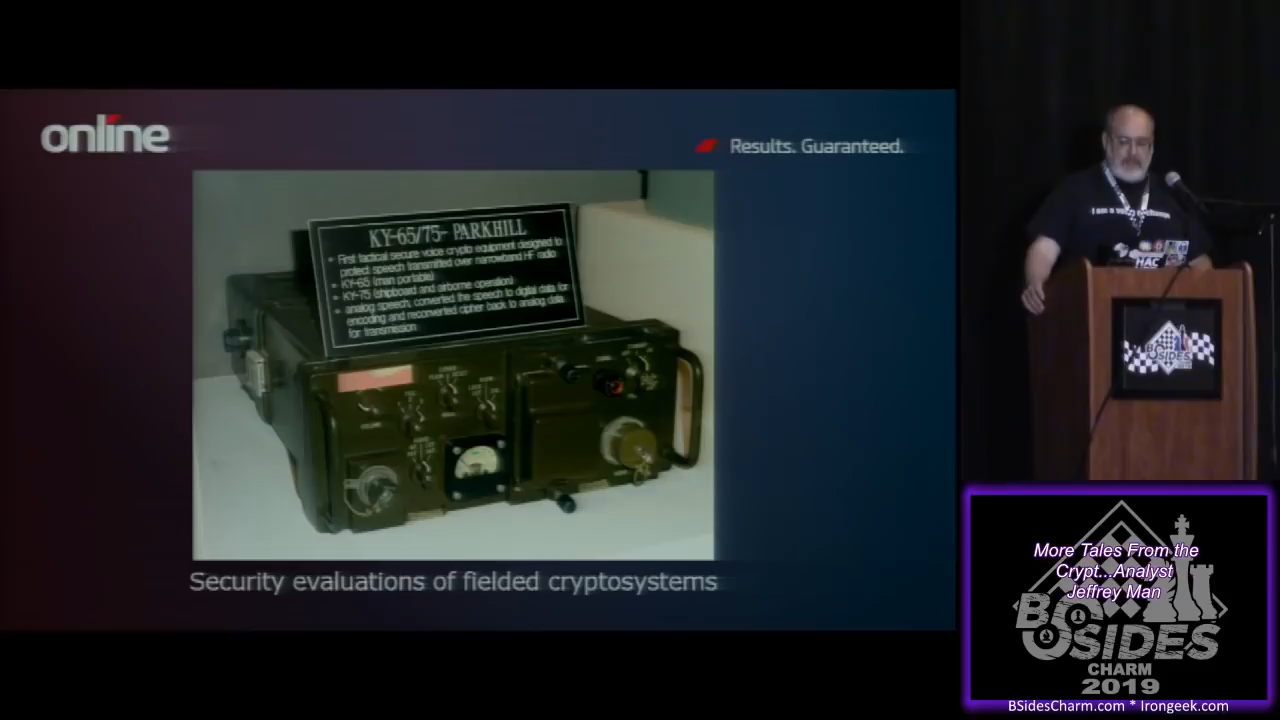 online
Results. Guaranteed.
KY-65/75- PARKHILL
• First tactical secure voice crypto equipment designed to
protect speech transmitted over narrowband HF radio
• KY-65 (man portable)
• KY-75 (shipboard and airborne operation)
• analog speech, converted the speech to digital data for
encoding and reconverted cipher back to analog data
for transmission
Security evaluations of fielded cryptosystems
I am a
HAC
BSIDES
More Tales From the
Crypt...Analyst
Jeffrey Man
BSIDES
CHARM
2019
BSidesCharm.com * Irongeek.com